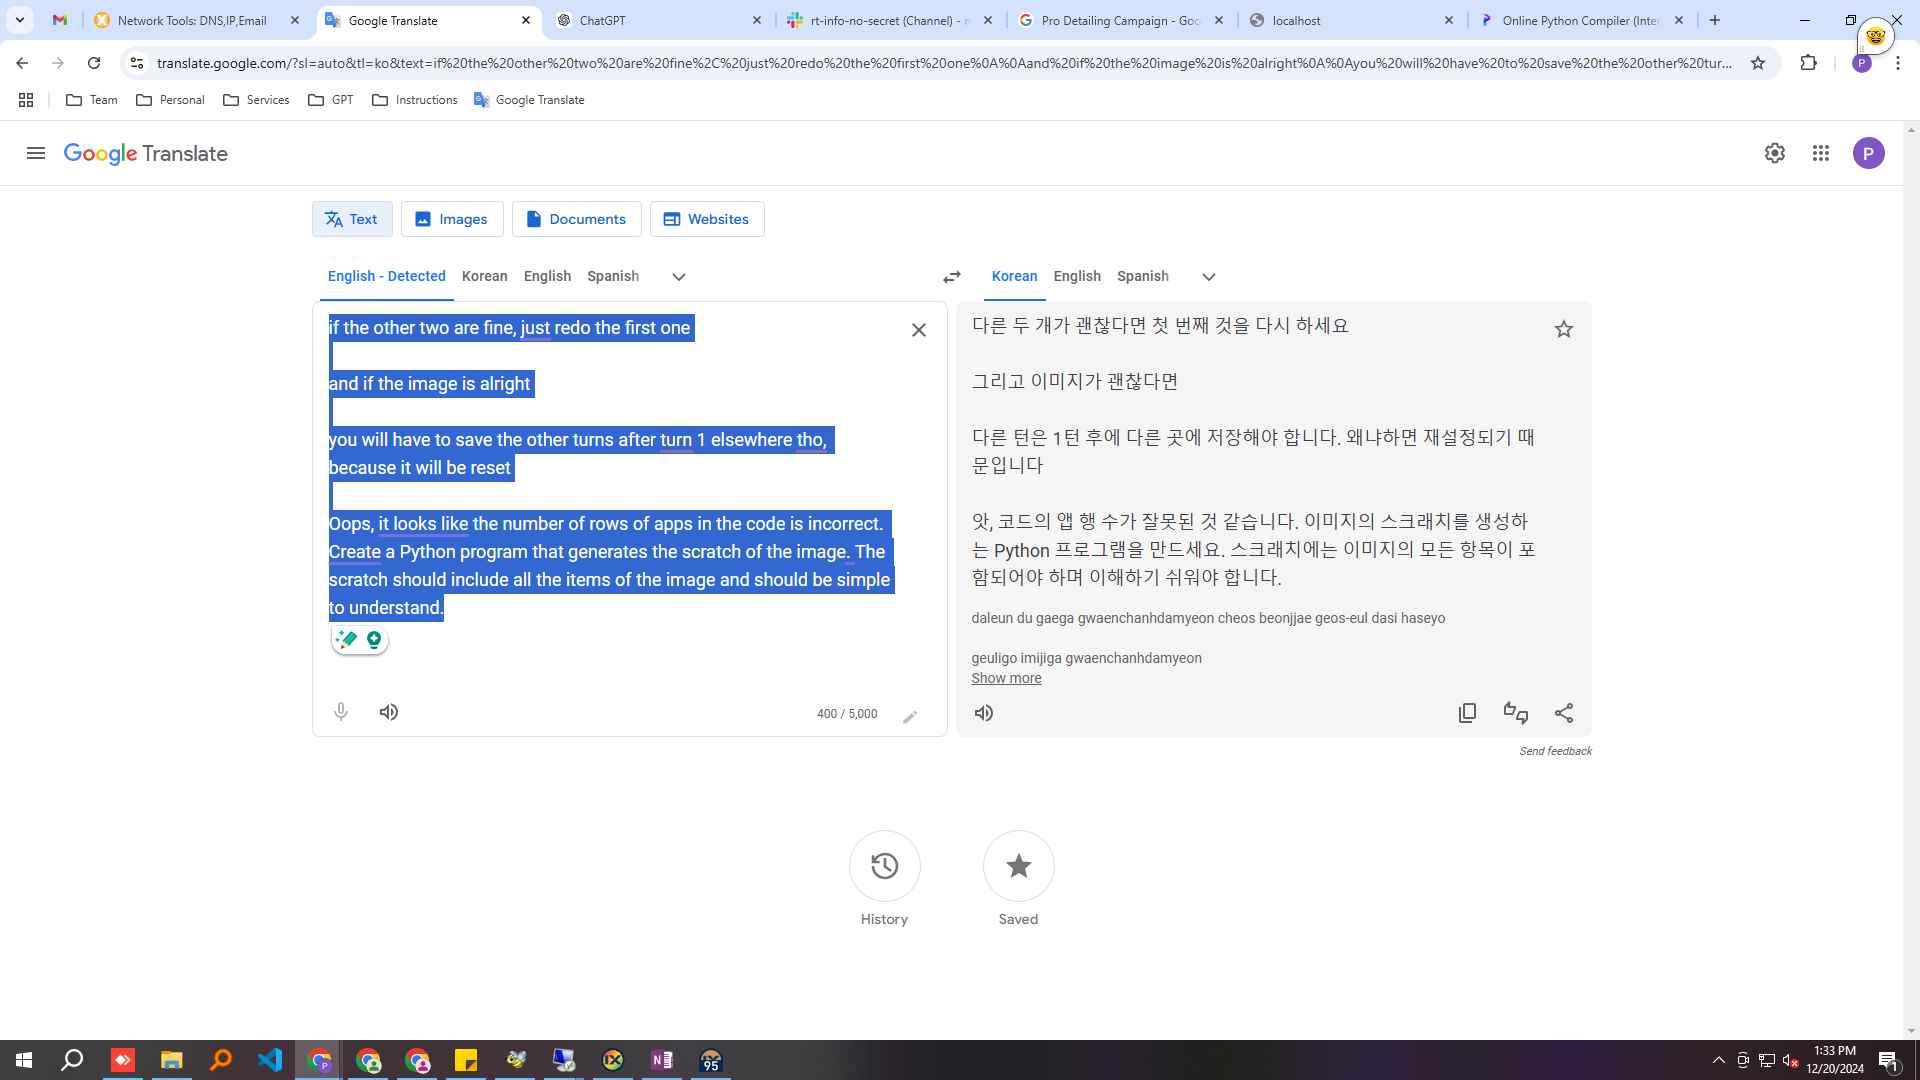 Network Tools: DNS,IP,Email
Google Translate
ChatGPT
rt-info-no-secret (Channel) -
Pro Detailing Campaign - Goo
localhost
Online Python Compiler (Inter
translate.google.com/?sl=auto&tl=ko&text=if%20the%20other%20two%20are%20fine%2C%20just%20redo%20the%20first%20one%0A%0Aand%20if%20the%20image%20is%20alright%0A%0Ayou%20will%20have%20to%20save%20the%20other%20tur...
P
Team
Personal
Services
GPT
Instructions
Google Translate
Google Translate
P
Text
Images
Documents
Websites
English - Detected
Korean
English
Spanish
Korean
English
Spanish
if the other two are fine, just redo the first one
and if the image is alright
you will have to save the other turns after turn 1 elsewhere tho,
because it will be reset
Oops, it looks like the number of rows of apps in the code is incorrect.
Create a Python program that generates the scratch of the image. The
scratch should include all the items of the image and should be simple
to understand.
400 / 5,000
다른 두 개가 괜찮다면 첫 번째 것을 다시 하세요
그리고 이미지가 괜찮다면
다른 턴은 1턴 후에 다른 곳에 저장해야 합니다. 왜냐하면 재설정되기 때
문입니다
앗, 코드의 앱 행 수가 잘못된 것 같습니다. 이미지의 스크래치를 생성하
는 Python 프로그램을 만드세요. 스크래치에는 이미지의 모든 항목이 포
함되어야 하며 이해하기 쉬워야 합니다.
daleun du gaega gwaenchanhdamyeon cheos beonjjae geos-eul dasi haseyo
geuligo imijiga gwaenchanhdamyeon
Show more
Send feedback
History
Saved
P
95
1:33 PM
12/20/2024
1